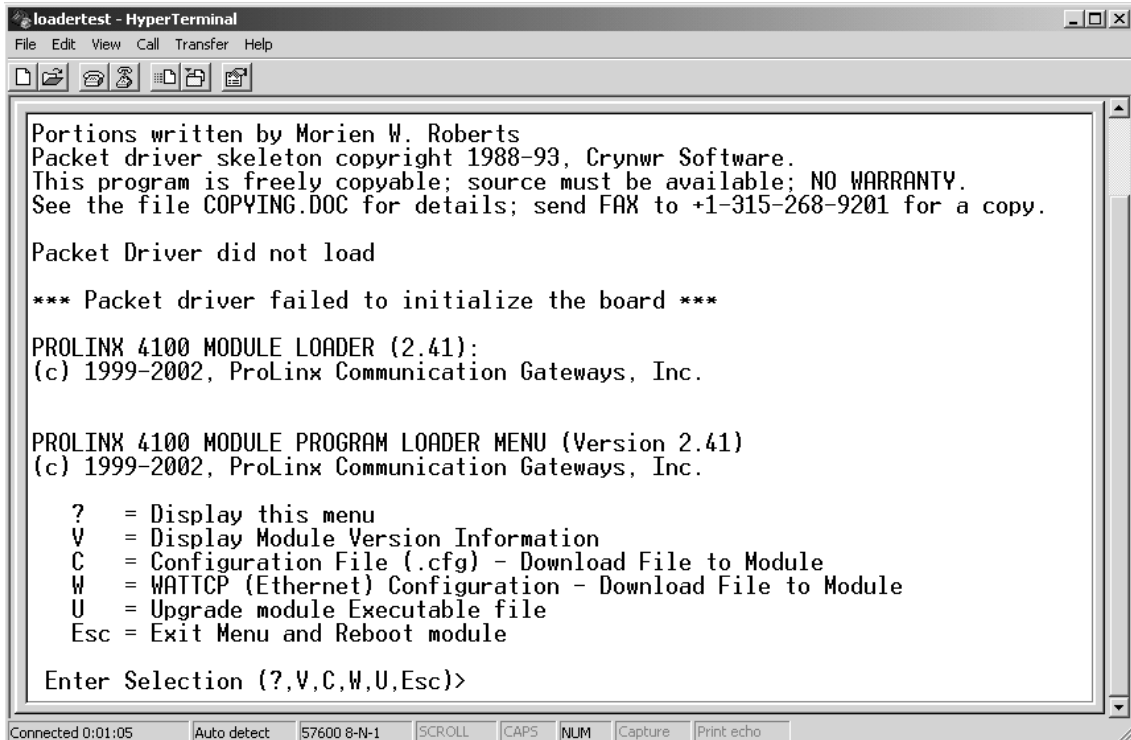 loadertest - HyperTerminal
File Edit View Call Transfer Help
Portions written by Morien W. Roberts
Packet driver skeleton copyright 1988-93, Crynwr Software.
This program is freely copyable; source must be available; NO WARRANTY.
See the file COPYING.DOC for details; send FAX to +1-315-268-9201 for a copy.
Packet Driver did not load
*** Packet driver failed to initialize the board ***
PROLINX 4100 MODULE LOADER (2.41):
(c) 1999-2002, ProLinx Communication Gateways, Inc.
PROLINX 4100 MODULE PROGRAM LOADER MENU (Version 2.41)
(c) 1999-2002, ProLinx Communication Gateways, Inc.
? = Display this menu
V = Display Module Version Information
C = Configuration File (.cfg) - Download File to Module
W = WATTCP (Ethernet) Configuration - Download File to Module
U = Upgrade module Executable file
Esc = Exit Menu and Reboot module
Enter Selection (?,V,C,W,U,Esc)>
Connected 0:01:05 Auto detect 57600 8-N-1 SCROLL CAPS NUM Capture Print echo